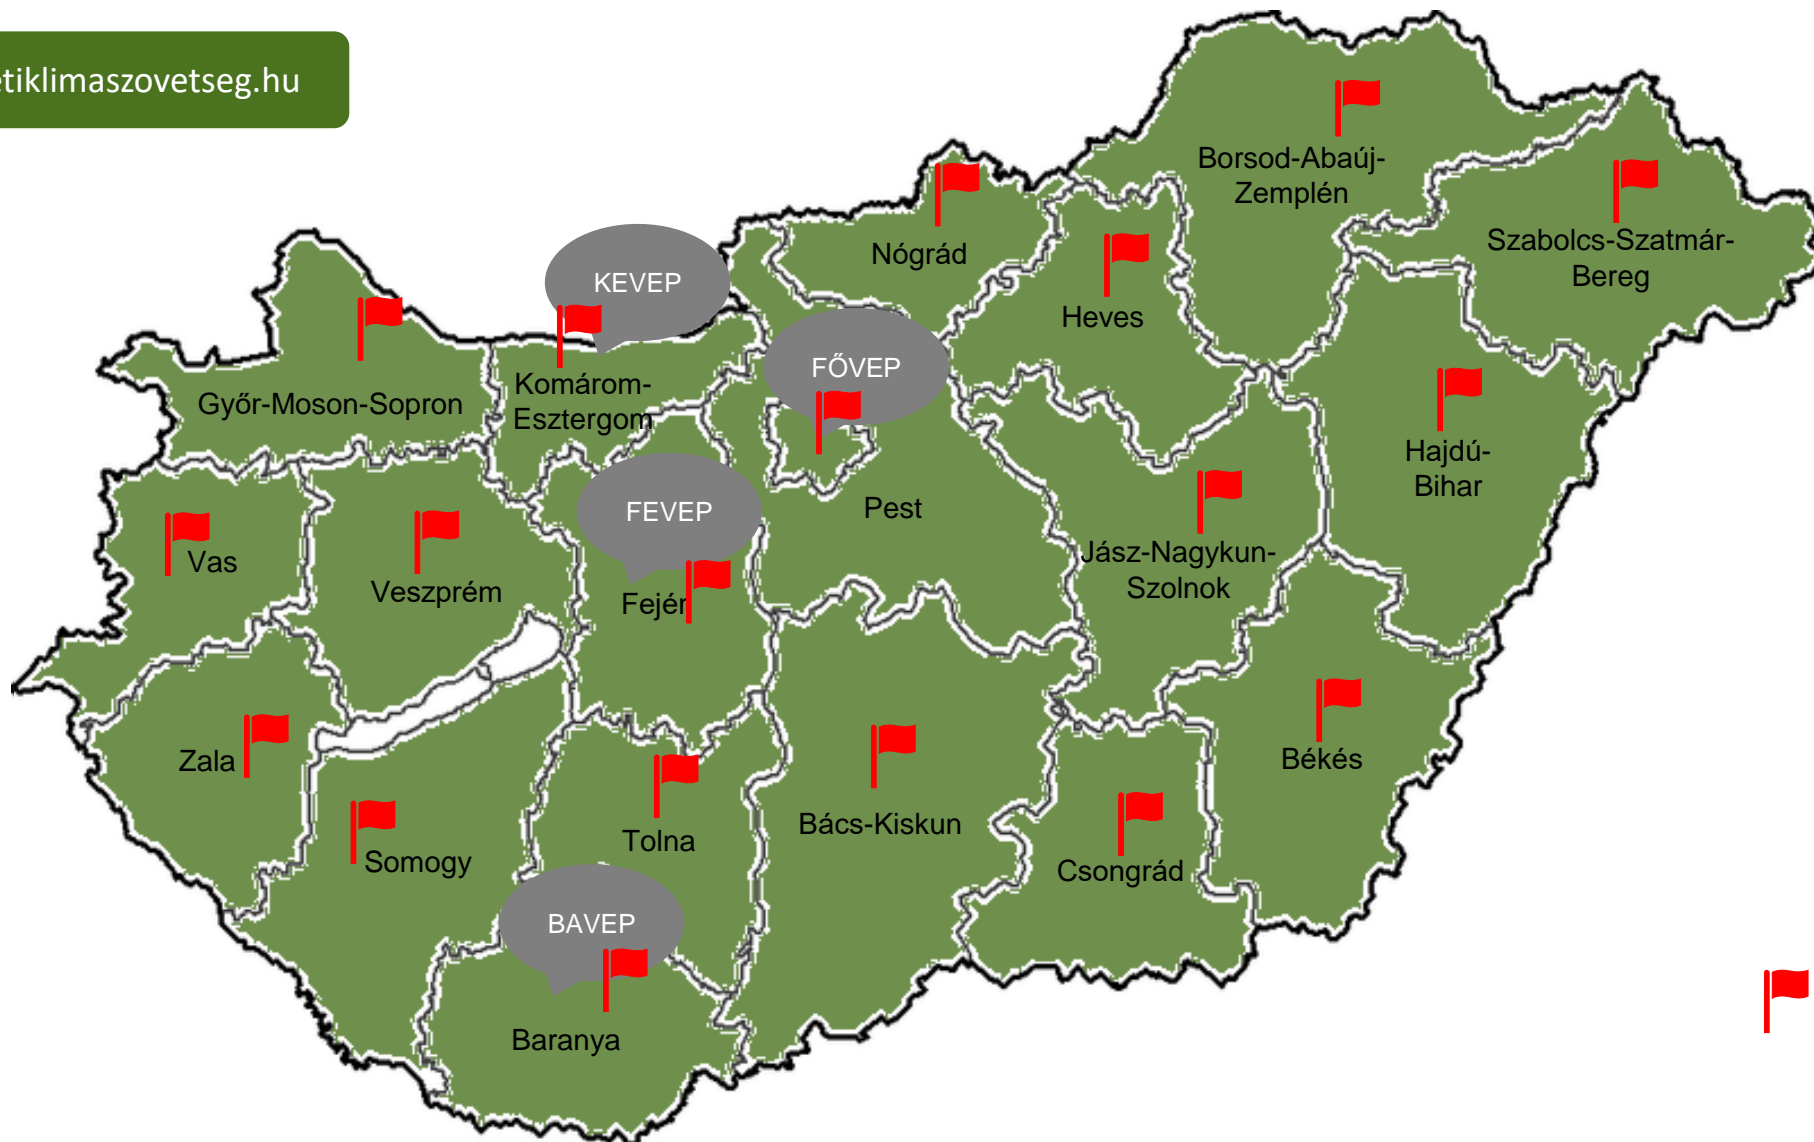 etiklimaszovetseg.hu
Borsod-Abaúj-
Zemplén
Szabolcs-Szatmár-
Bereg
Nógrád
KEVEP
Heves
FŐVEP
Komárom-
Esztergom
Győr-Moson-Sopron
Hajdú-
Bihar
FEVEP
Pest
Jász-Nagykun-
Szolnok
Vas
Veszprém
Fejér
Zala
Békés
Bács-Kiskun
Tolna
Somogy
Csongrád
BAVEP
Baranya